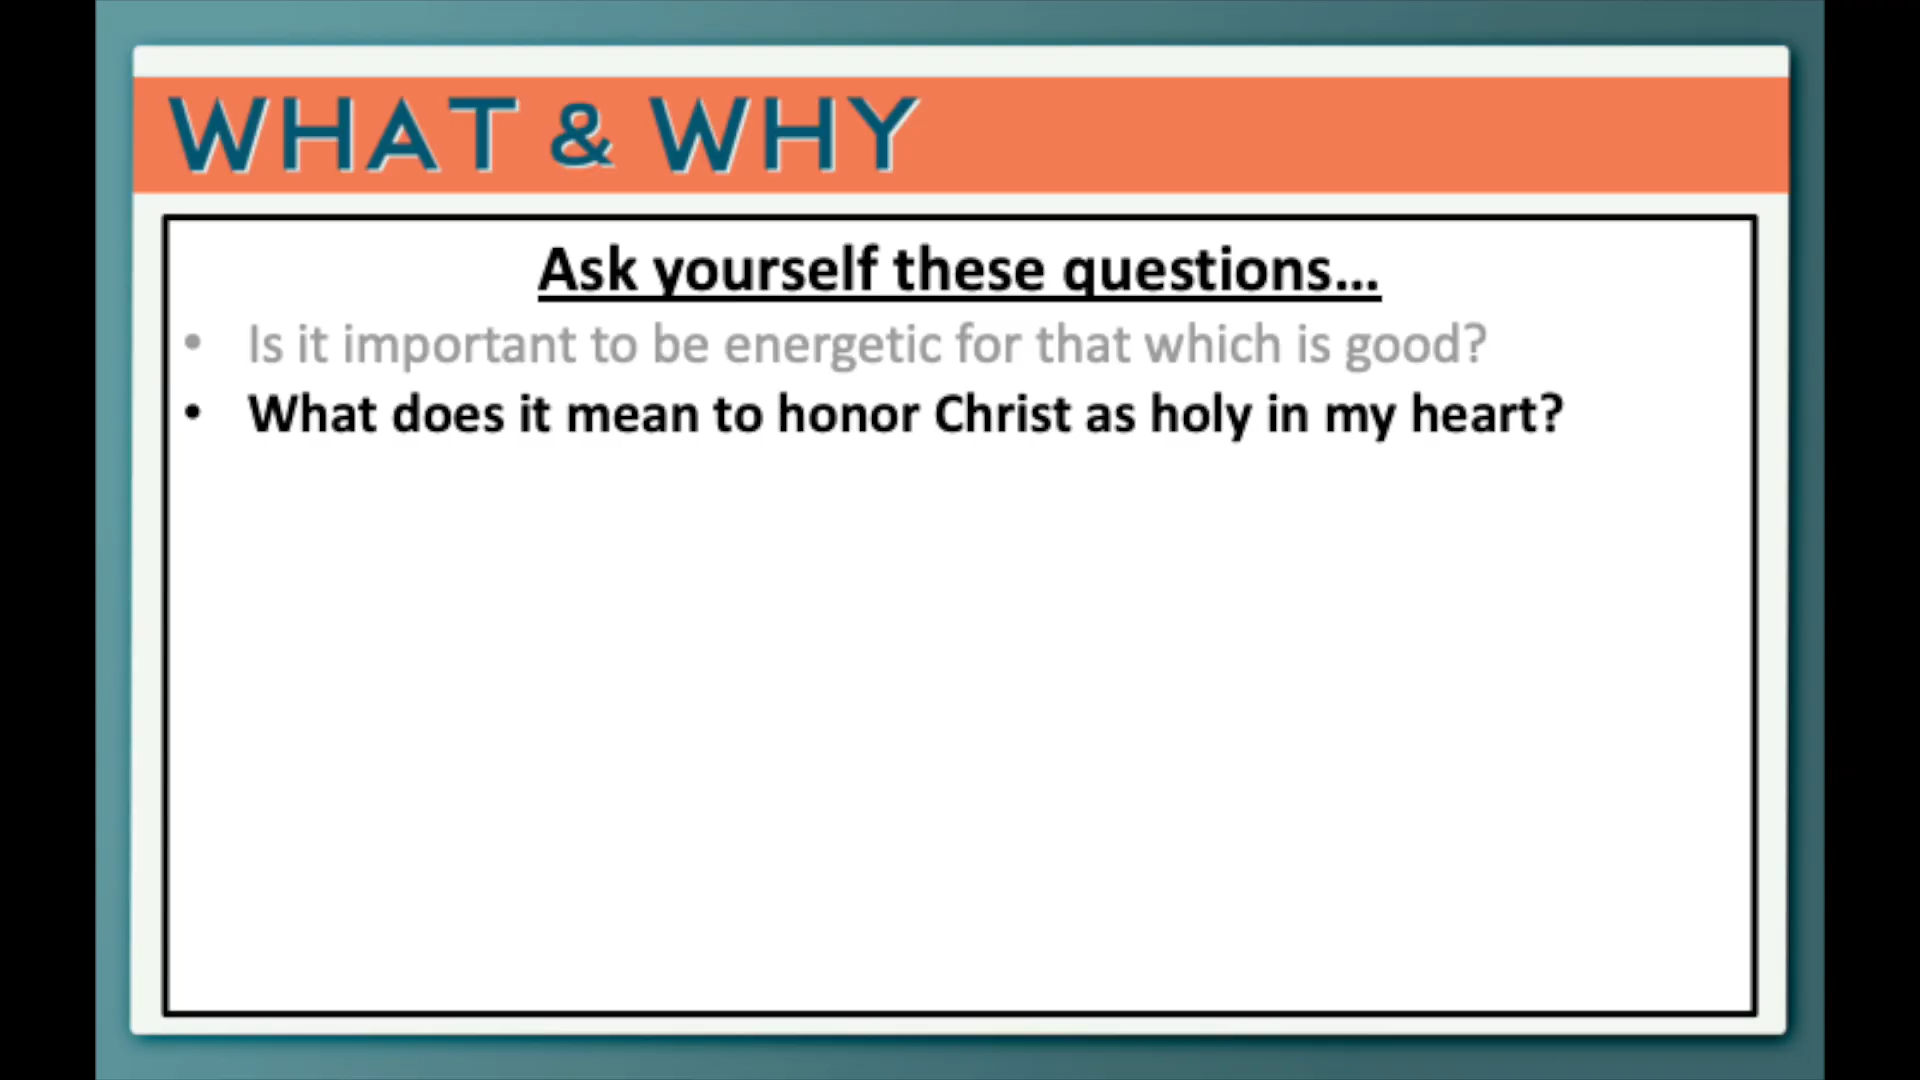 WHAT & WHY
Ask yourself these questions...
• Is it important to be energetic for that which is good?
• What does it mean to honor Christ as holy in my heart?